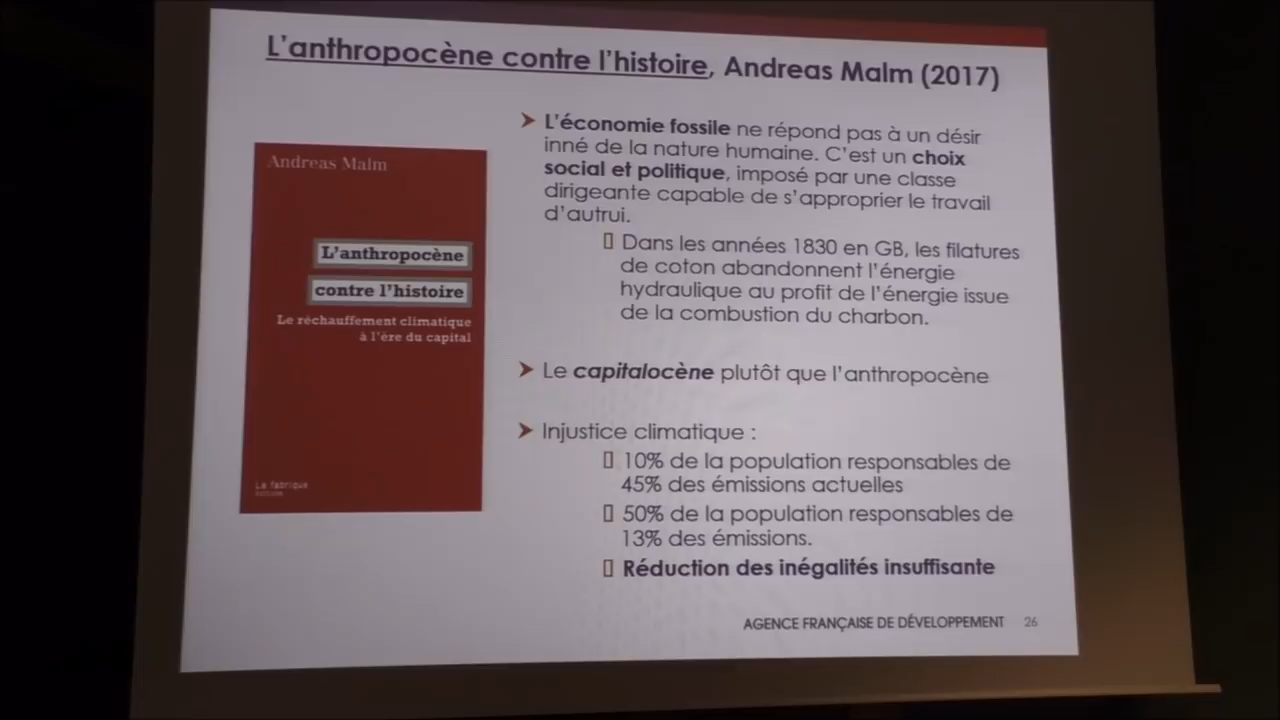 L'anthropocène contre l'histoire, Andreas Malm (2017)
Andreas Malm
L'anthropocène
contre l'histoire
Le réchauffement climatique
à l'ère du capital
La fabrique
éditions
➤ L'économie fossile ne répond pas à un désir
inné de la nature humaine. C'est un choix
social et politique, imposé par une classe
dirigeante capable de s'approprier le travail
d'autrui.
▯ Dans les années 1830 en GB, les filatures
de coton abandonnent l'énergie
hydraulique au profit de l'énergie issue
de la combustion du charbon.
➤ Le capitalocène plutôt que l'anthropocène
➤ Injustice climatique :
▯ 10% de la population responsables de
45% des émissions actuelles
▯ 50% de la population responsables de
13% des émissions.
▯ Réduction des inégalités insuffisante
AGENCE FRANÇAISE DE DÉVELOPPEMENT 26